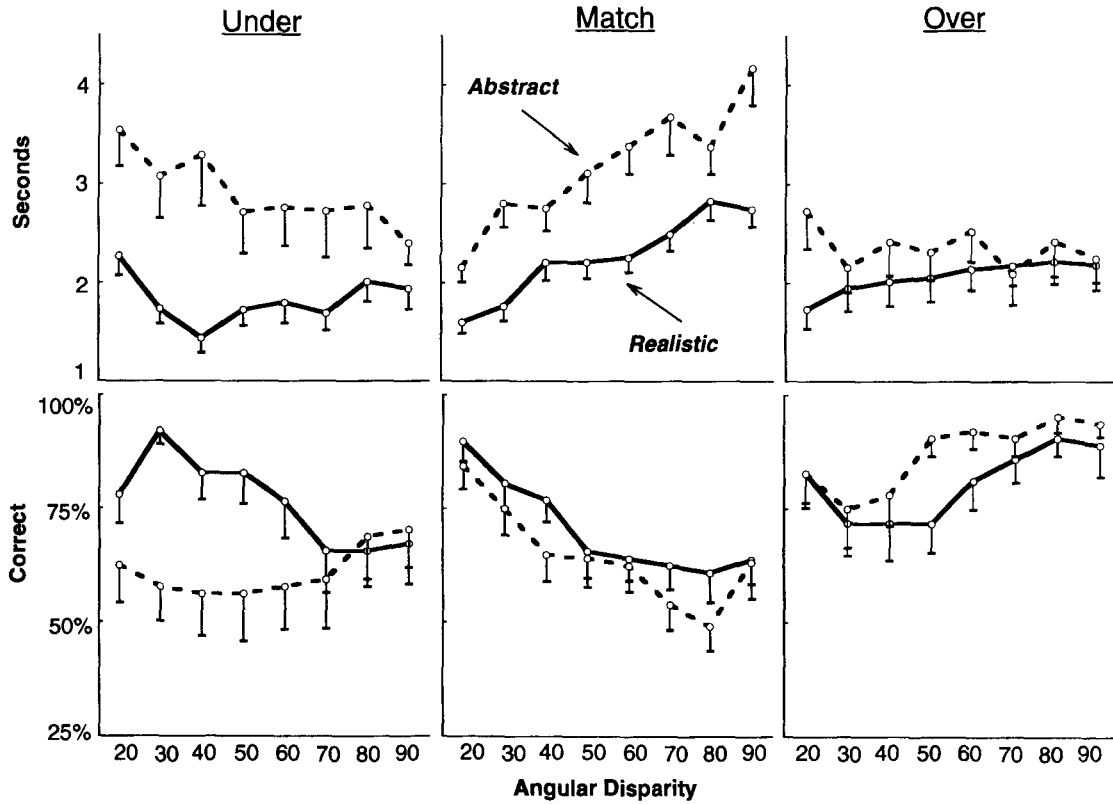 Under Match Over
4
3
2
1
Seconds
Abstract
Realistic
100%
75%
50%
25%
Correct
20 30 40 50 60 70 80 90 20 30 40 50 60 70 80 90 20 30 40 50 60 70 80 90
Angular Disparity